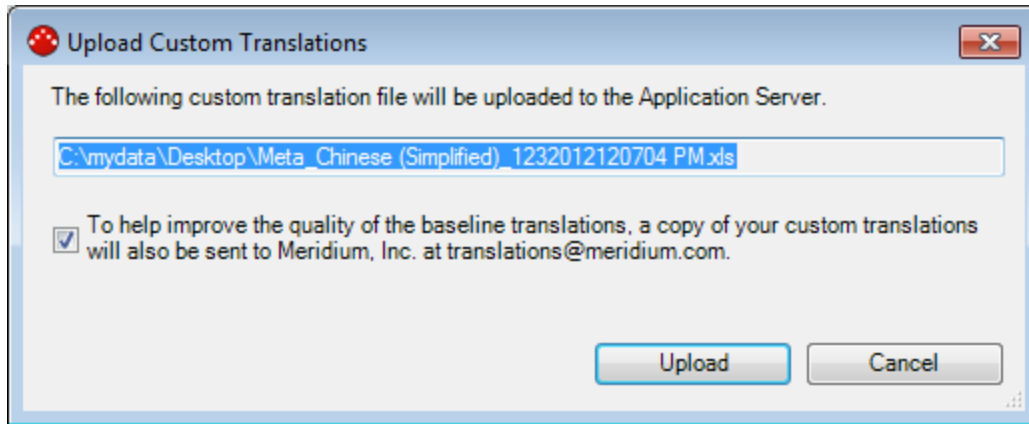 Upload Custom Translations
The following custom translation file will be uploaded to the Application Server.
C:\mydata\Desktop\Meta_Chinese (Simplified)_1232012120704 PM.xls
To help improve the quality of the baseline translations, a copy of your custom translations
will also be sent to Meridium, Inc. at translations@meridium.com.
Upload Cancel